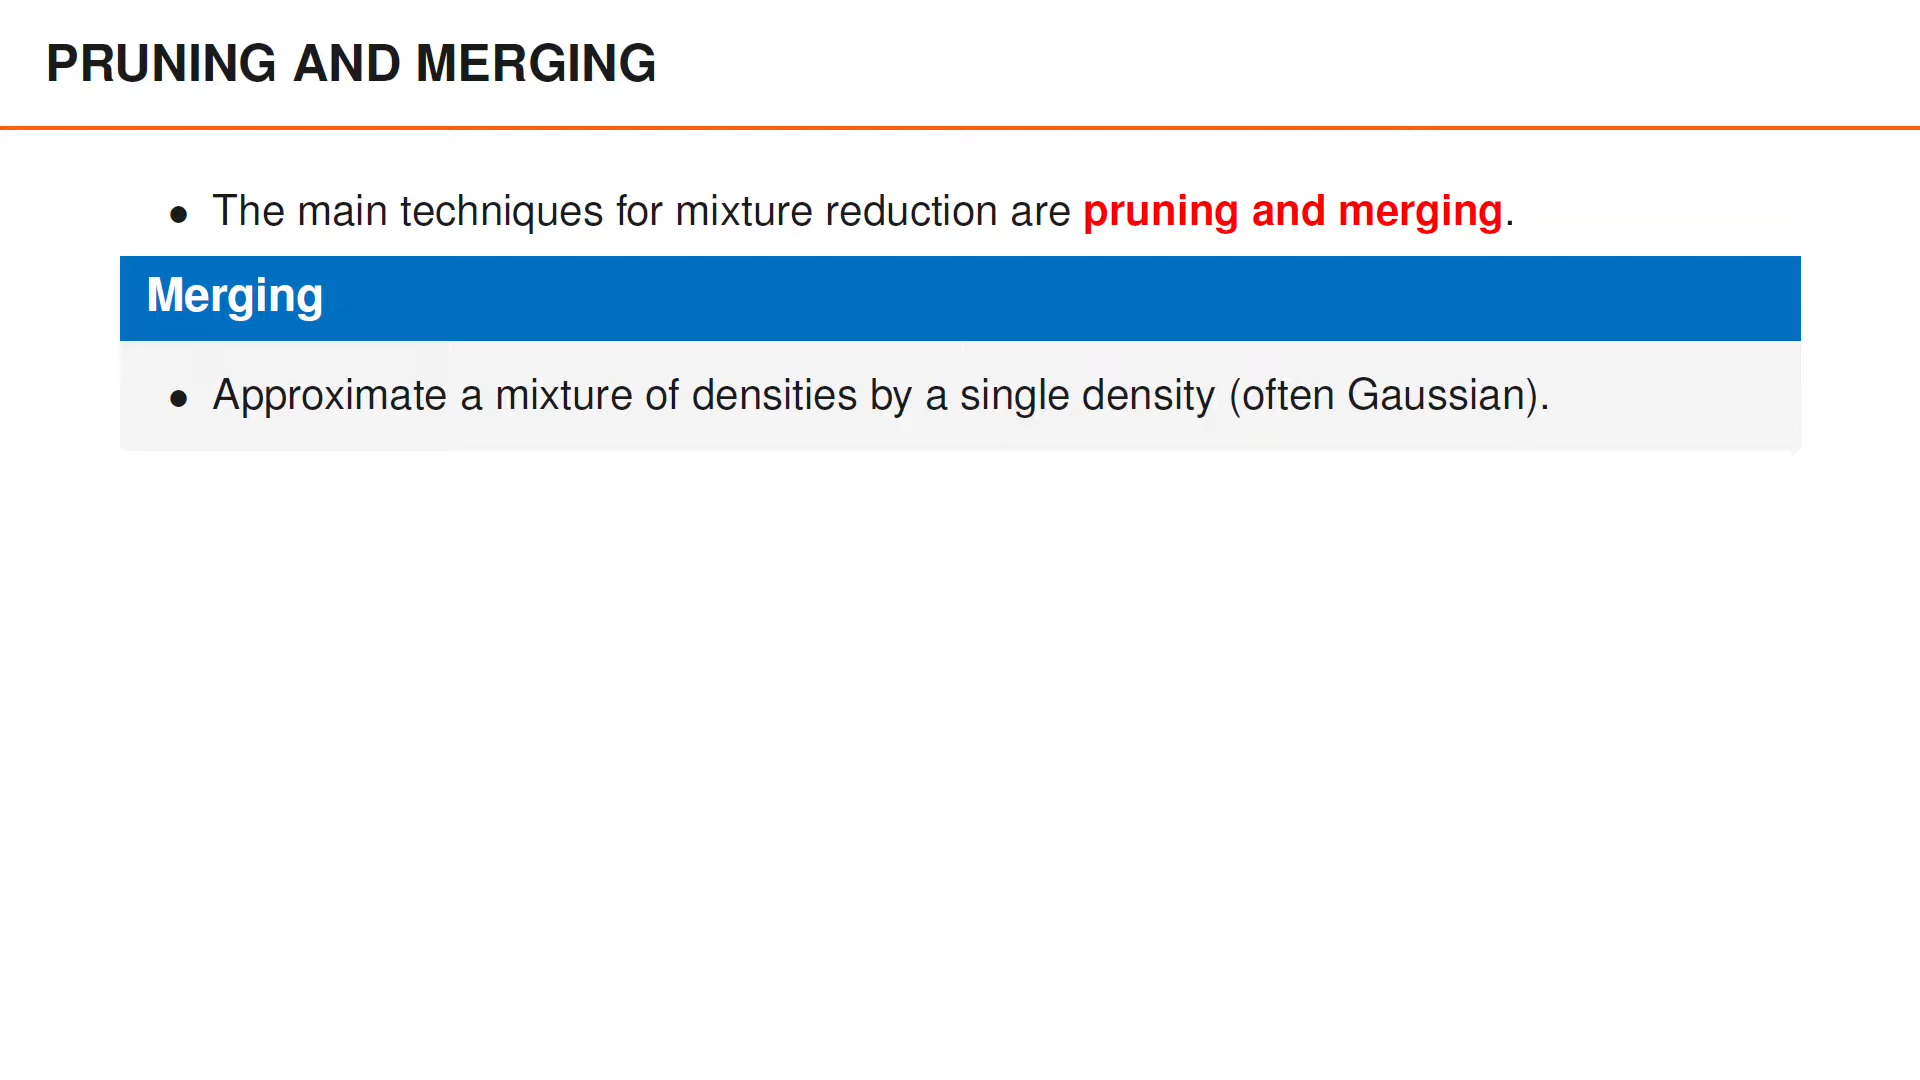 PRUNING AND MERGING
• The main techniques for mixture reduction are pruning and merging.
Merging
• Approximate a mixture of densities by a single density (often Gaussian).